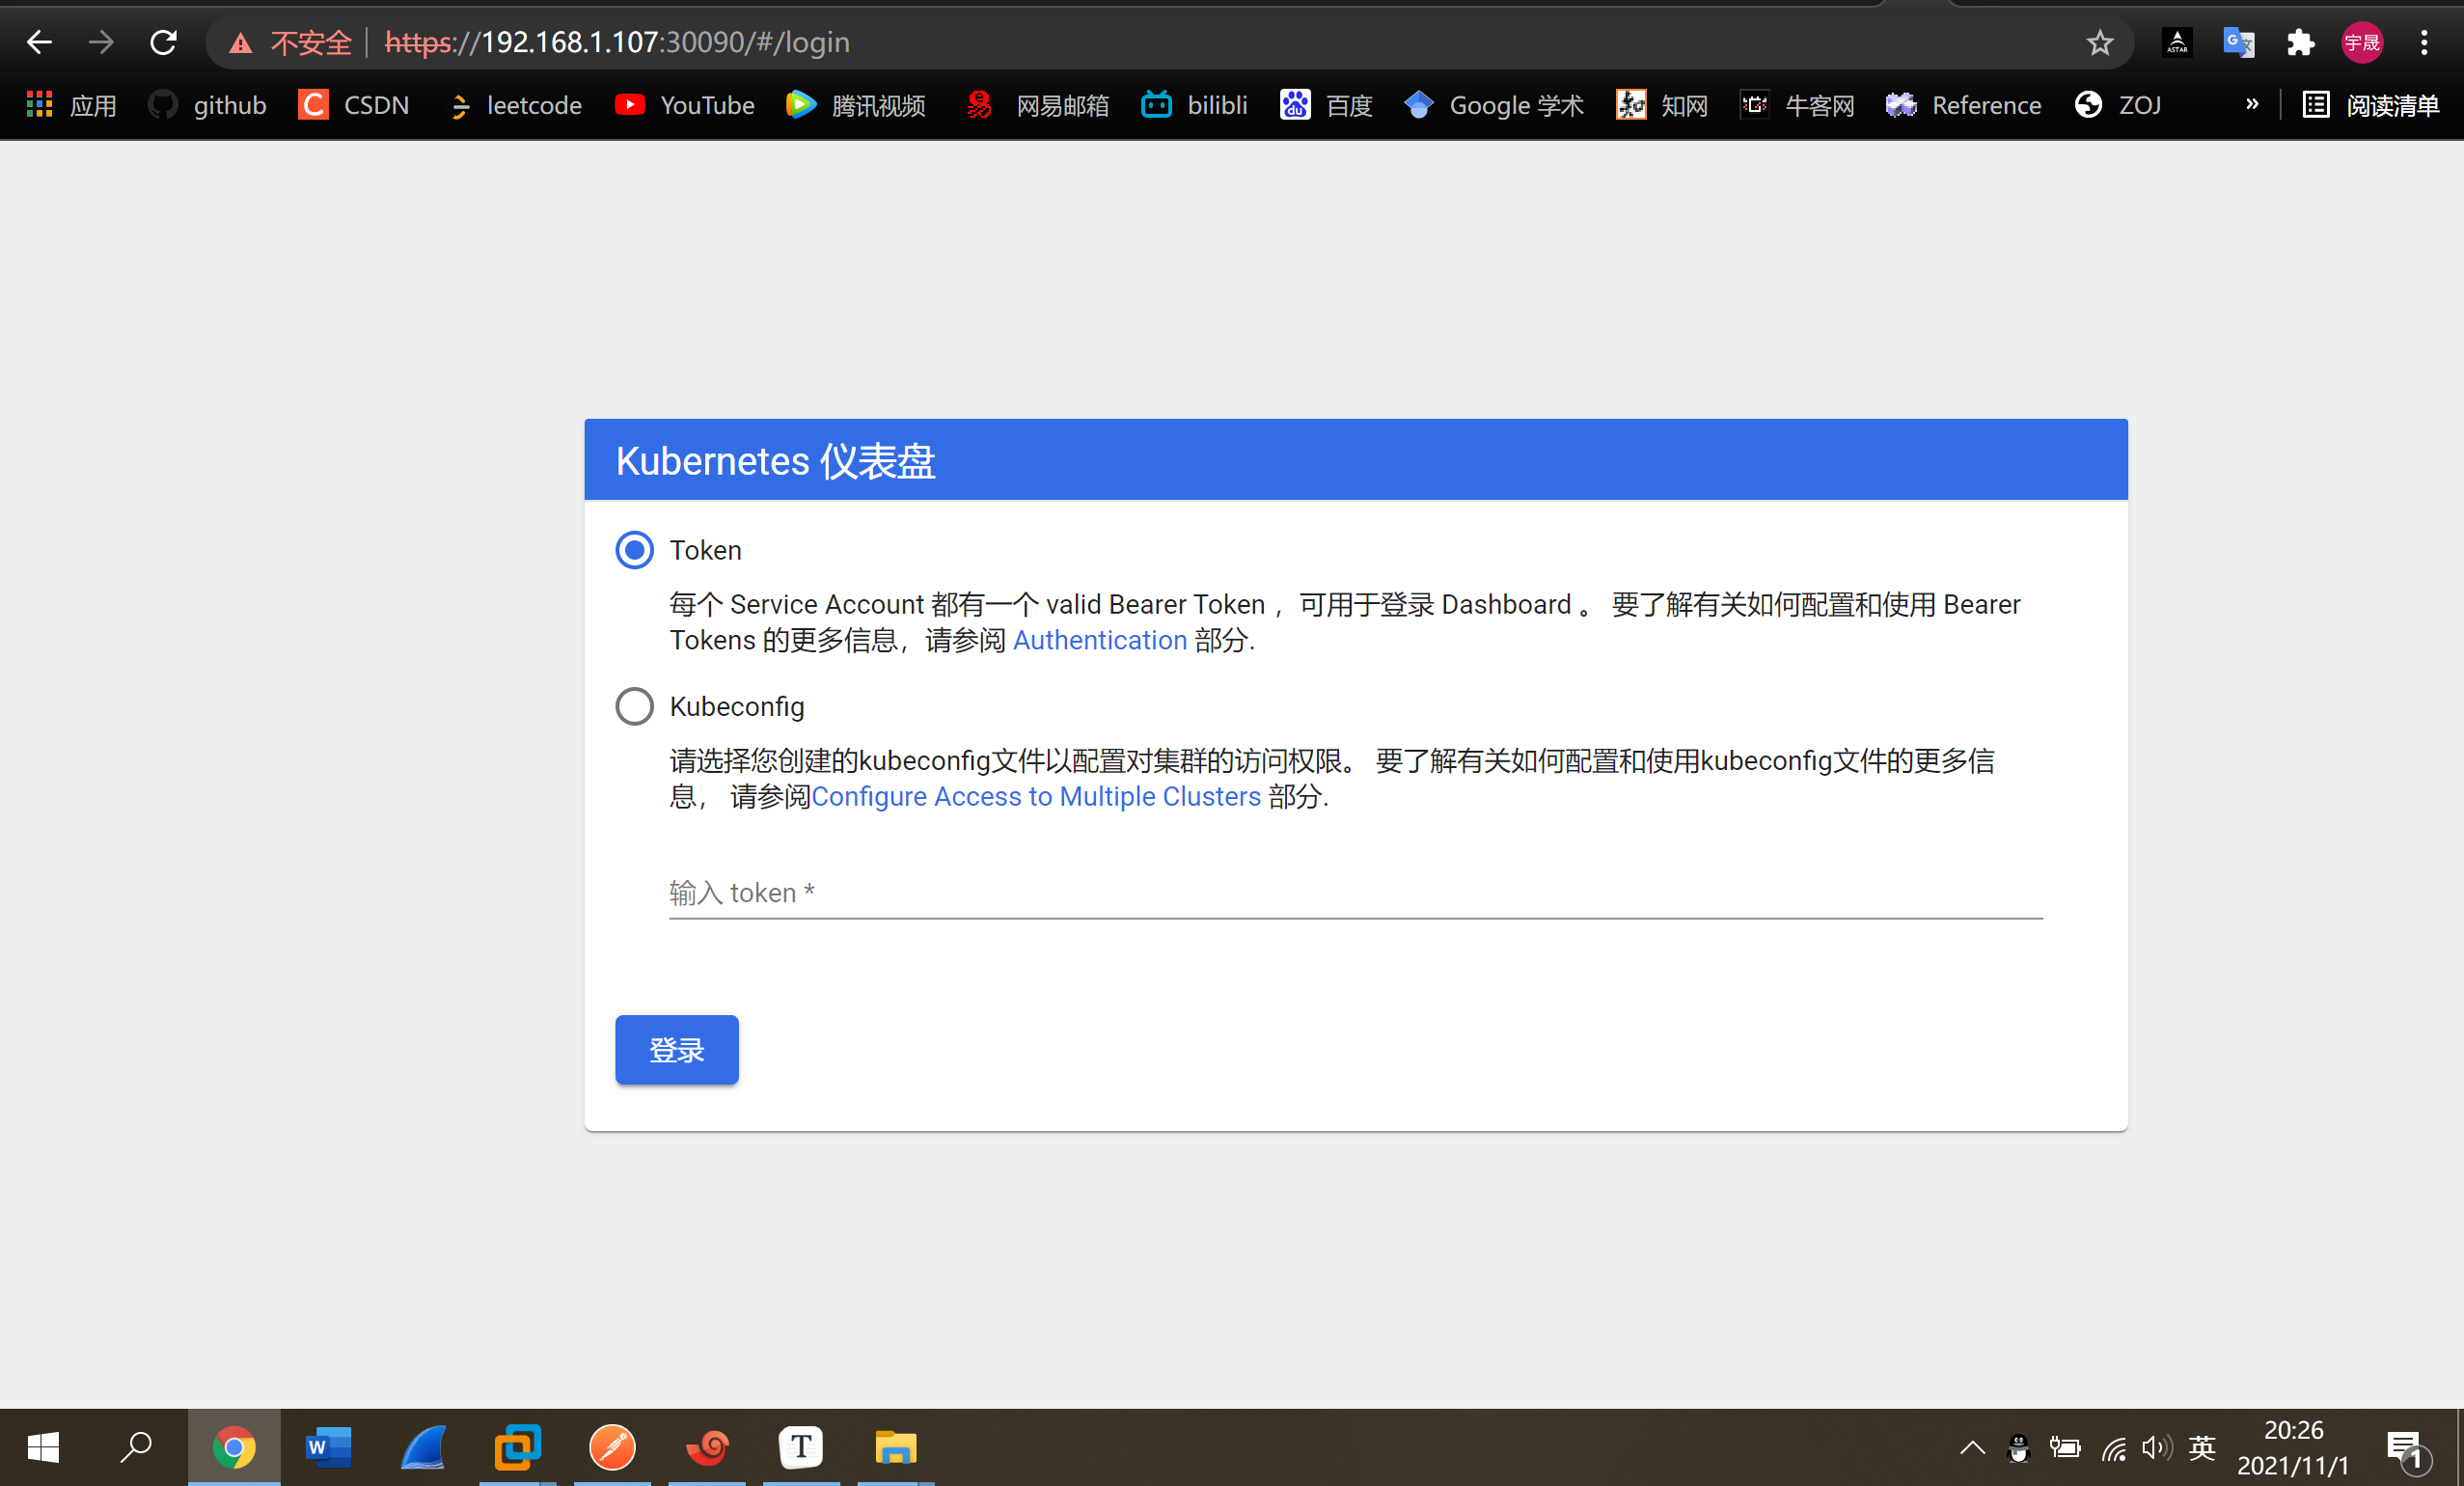 不安全 https://192.168.1.107:30090/#/login
ASTAR
G 文
宇晟
应用 github C CSDN leetcode YouTube 腾讯视频 网易邮箱 bilibli du 百度 Google 学术 知网 牛客网 Reference ZOJ » 阅读清单
Kubernetes 仪表盘
Token
每个 Service Account 都有一个 valid Bearer Token ，可用于登录 Dashboard 。 要了解有关如何配置和使用 Bearer
Tokens 的更多信息，请参阅 Authentication 部分.
Kubeconfig
请选择您创建的kubeconfig文件以配置对集群的访问权限。 要了解有关如何配置和使用kubeconfig文件的更多信
息， 请参阅Configure Access to Multiple Clusters 部分.
输入 token *
登录
W
T
英
20:26
2021/11/1
1